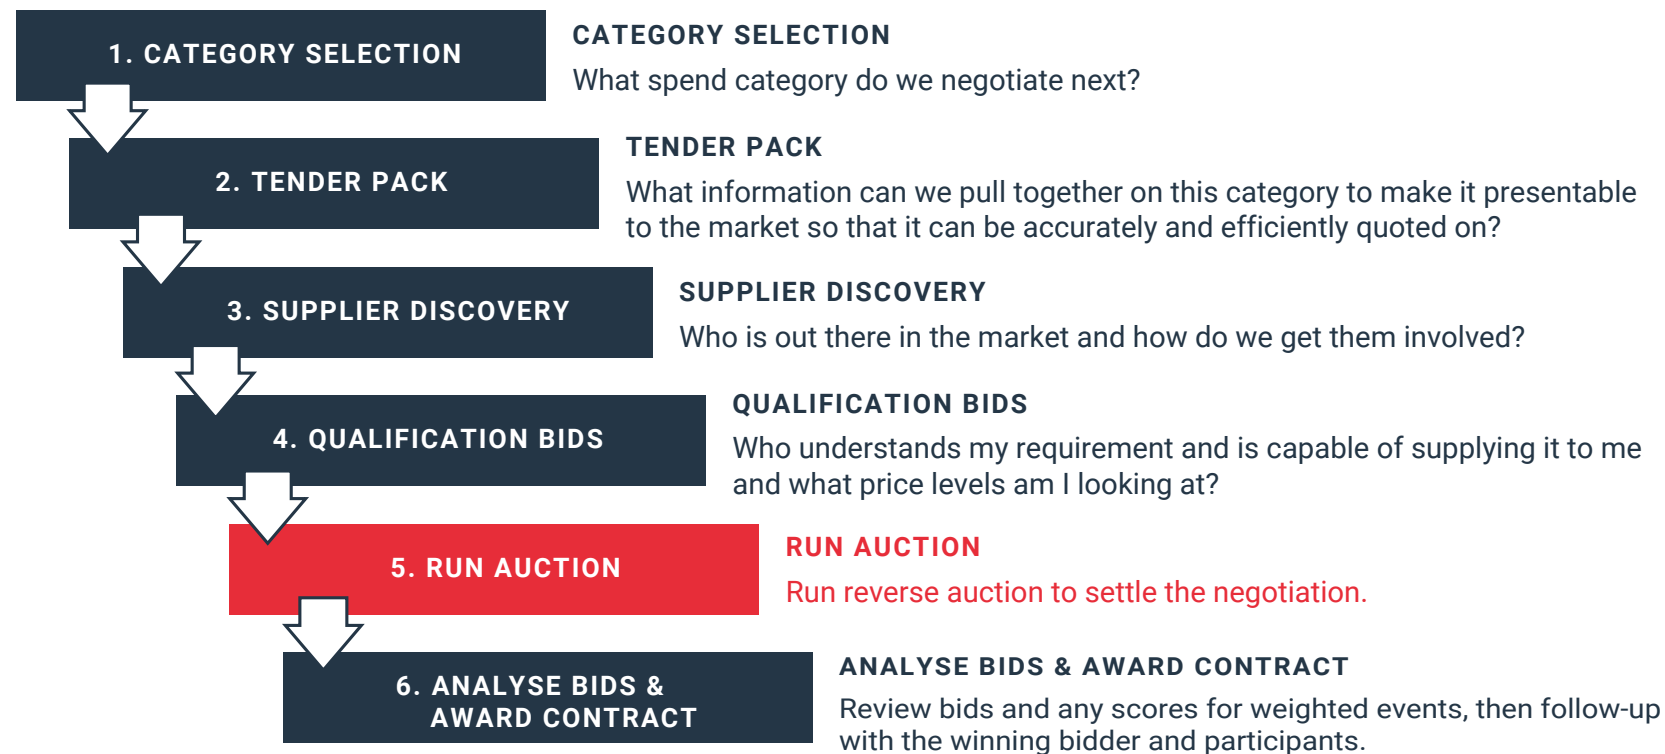 1. CATEGORY SELECTION
CATEGORY SELECTION
What spend category do we negotiate next?
2. TENDER PACK
TENDER PACK
What information can we pull together on this category to make it presentable
to the market so that it can be accurately and efficiently quoted on?
3. SUPPLIER DISCOVERY
SUPPLIER DISCOVERY
Who is out there in the market and how do we get them involved?
4. QUALIFICATION BIDS
QUALIFICATION BIDS
Who understands my requirement and is capable of supplying it to me
and what price levels am I looking at?
5. RUN AUCTION
RUN AUCTION
Run reverse auction to settle the negotiation.
6. ANALYSE BIDS &
AWARD CONTRACT
ANALYSE BIDS & AWARD CONTRACT
Review bids and any scores for weighted events, then follow-up
with the winning bidder and participants.